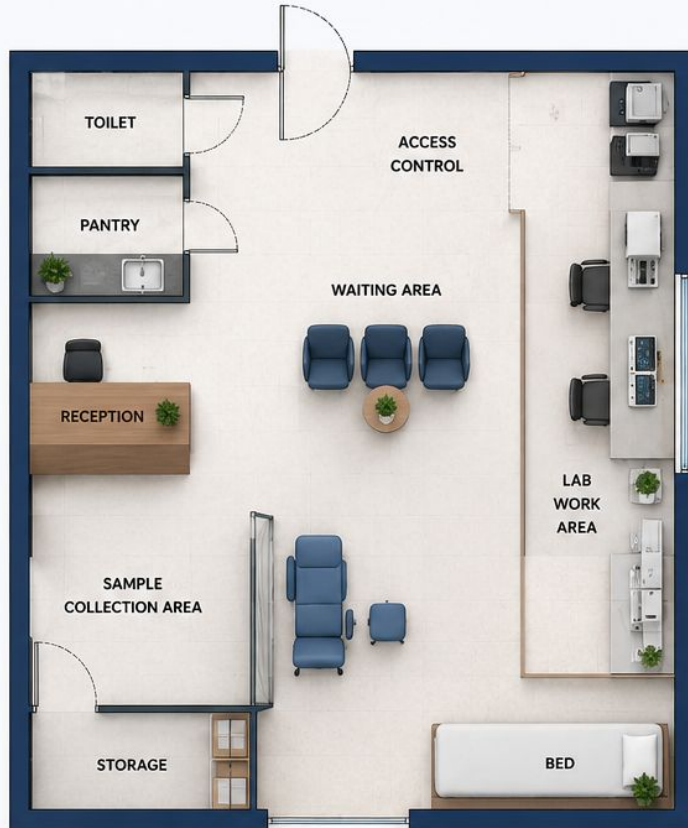 TOILET
ACCESS
CONTROL
PANTRY
WAITING AREA
RECEPTION
LAB
WORK
AREA
SAMPLE
COLLECTION AREA
STORAGE
BED